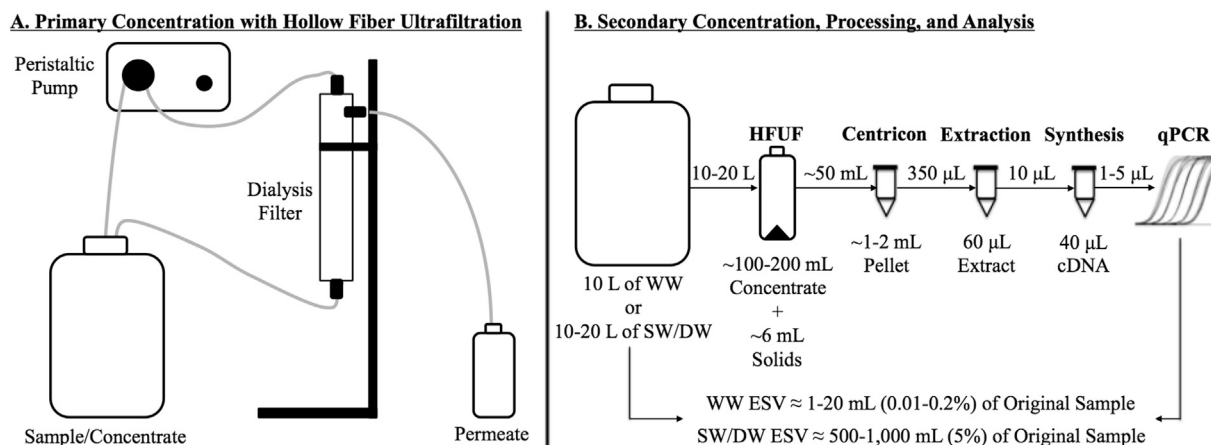 A. Primary Concentration with Hollow Fiber Ultrafiltration
Peristaltic
Pump
Dialysis
Filter
Sample/Concentrate
Permeate
B. Secondary Concentration, Processing, and Analysis
HFUF
Centricon
Extraction
Synthesis
qPCR
10-20 L
~50 mL
350 μL
10 μL
1-5 μL
10 L of WW
or
10-20 L of SW/DW
~100-200 mL
Concentrate
+
~6 mL
Solids
~1-2 mL
Pellet
60 μL
Extract
40 μL
cDNA
WW ESV ≈ 1-20 mL (0.01-0.2%) of Original Sample
SW/DW ESV ≈ 500-1,000 mL (5%) of Original Sample